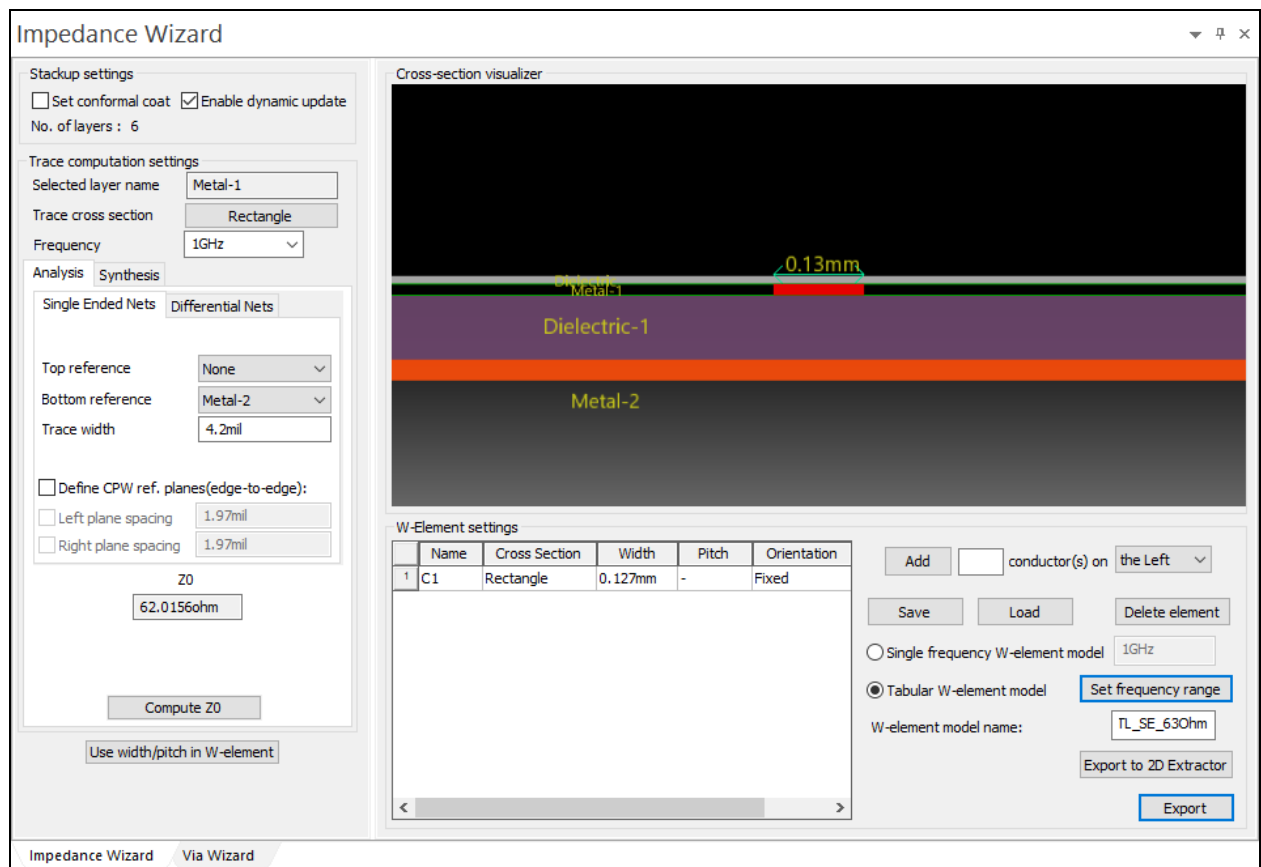 Impedance Wizard
Stackup settings
Set conformal coat Enable dynamic update
No. of layers : 6
Trace computation settings
Selected layer name Metal-1
Trace cross section Rectangle
Frequency 1GHz
Analysis Synthesis
Single Ended Nets Differential Nets
Top reference None
Bottom reference Metal-2
Trace width 4.2mil
Define CPW ref. planes(edge-to-edge):
Left plane spacing 1.97mil
Right plane spacing 1.97mil
Z0
62.0156ohm
Compute Z0
Use width/pitch in W-element
Cross-section visualizer
0.13mm
Dielectric
Metal-1
Dielectric-1
Metal-2
W-Element settings
Name Cross Section Width Pitch Orientation
1 C1 Rectangle 0.127mm - Fixed
Add conductor(s) on the Left
Save Load Delete element
Single frequency W-element model 1GHz
Tabular W-element model Set frequency range
W-element model name: TL_SE_63Ohm
Export to 2D Extractor
Export
Impedance Wizard Via Wizard